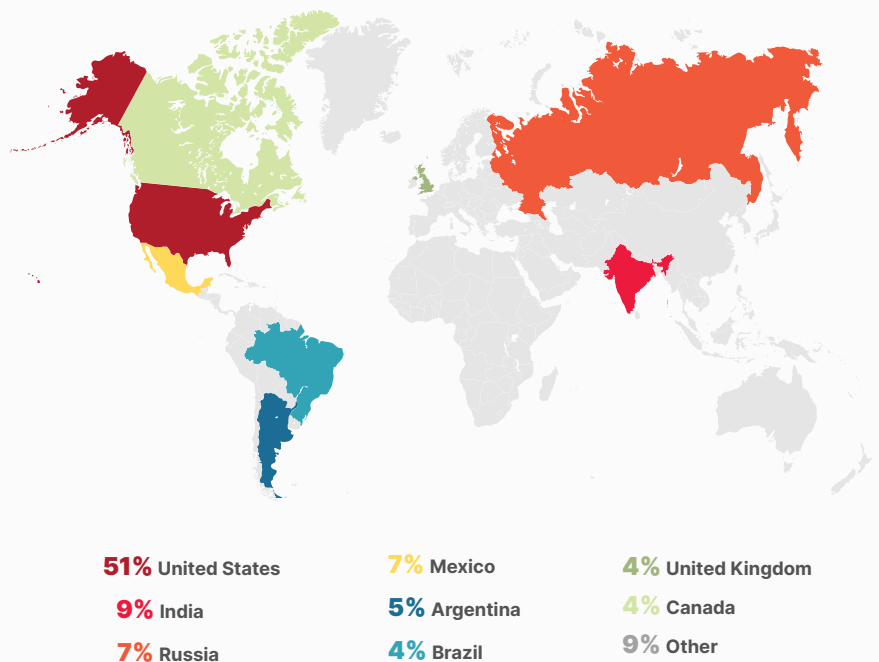 51% United States
9% India
7% Russia
7% Mexico
5% Argentina
4% Brazil
4% United Kingdom
4% Canada
9% Other